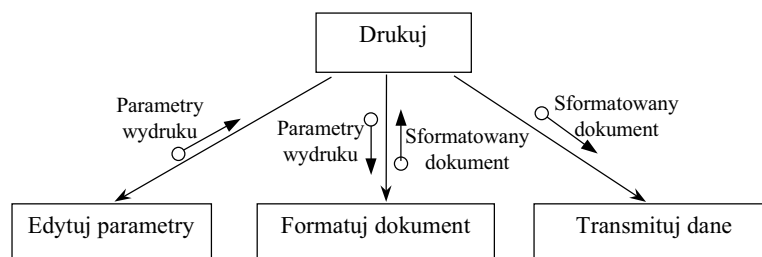 Drukuj
Parametry
wydruku
Parametry
wydruku
Sformatowany
dokument
Sformatowany
dokument
Edytuj parametry
Formatuj dokument
Transmituj dane